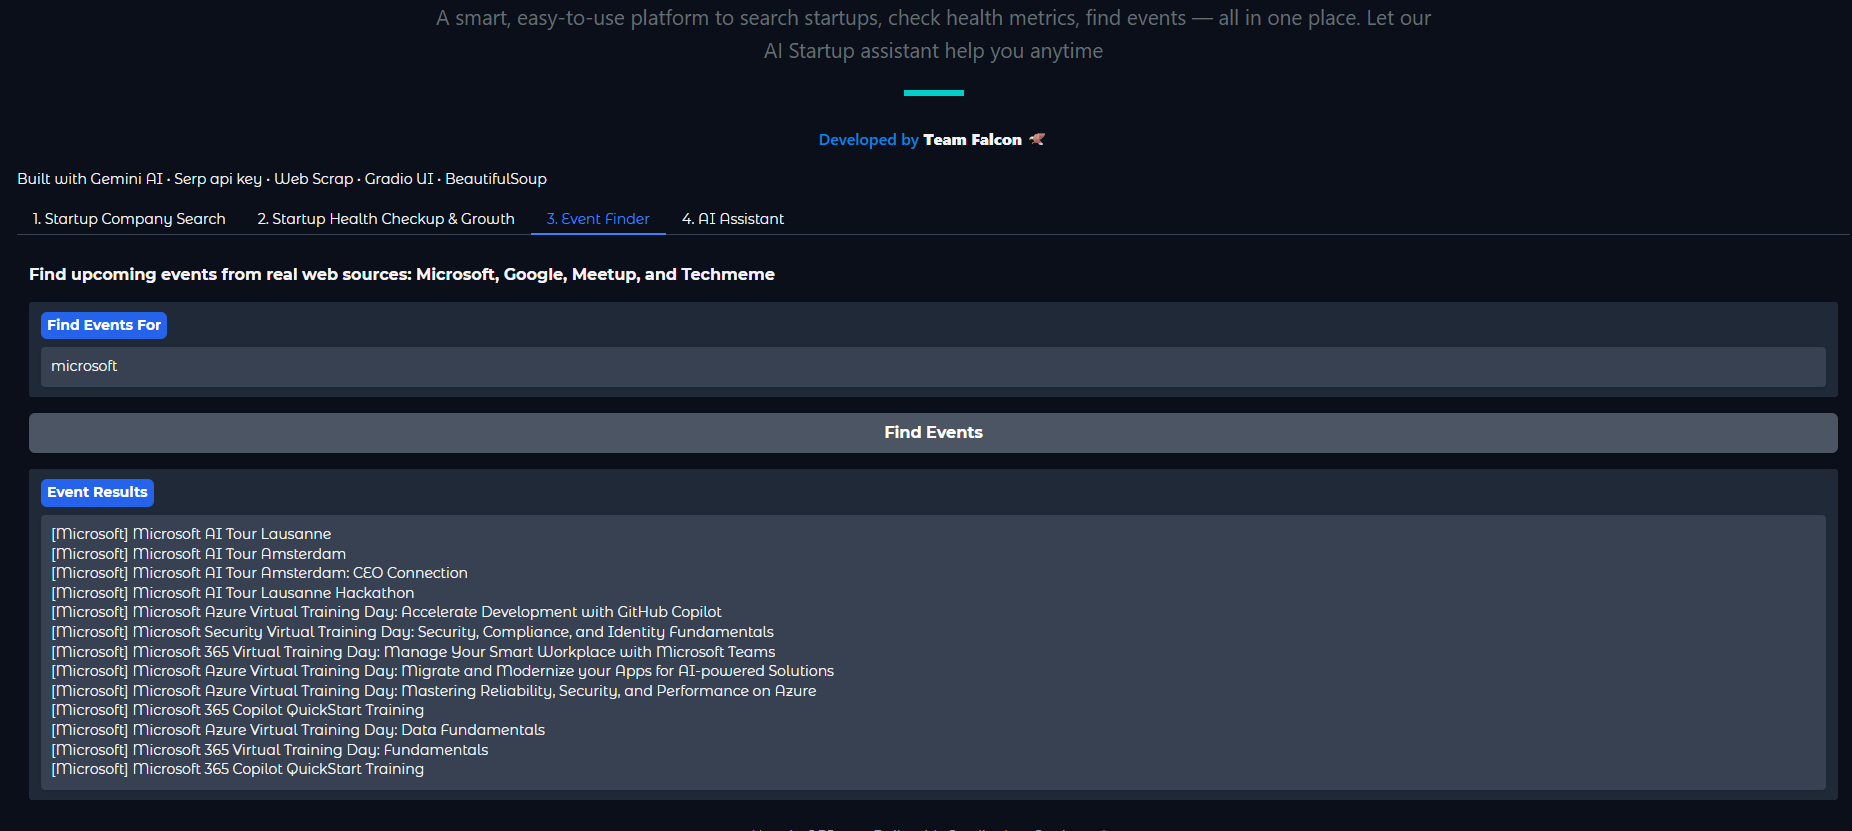 A smart, easy-to-use platform to search startups, check health metrics, find events — all in one place. Let our
AI Startup assistant help you anytime
Developed by Team Falcon
Built with Gemini AI • Serp api key • Web Scrap • Gradio UI • BeautifulSoup
1. Startup Company Search
2. Startup Health Checkup & Growth
3. Event Finder
4. AI Assistant
Find upcoming events from real web sources: Microsoft, Google, Meetup, and Techmeme
Find Events For
microsoft
Find Events
Event Results
[Microsoft] Microsoft AI Tour Lausanne
[Microsoft] Microsoft AI Tour Amsterdam
[Microsoft] Microsoft AI Tour Amsterdam: CEO Connection
[Microsoft] Microsoft AI Tour Lausanne Hackathon
[Microsoft] Microsoft Azure Virtual Training Day: Accelerate Development with GitHub Copilot
[Microsoft] Microsoft Security Virtual Training Day: Security, Compliance, and Identity Fundamentals
[Microsoft] Microsoft 365 Virtual Training Day: Manage Your Smart Workplace with Microsoft Teams
[Microsoft] Microsoft Azure Virtual Training Day: Migrate and Modernize your Apps for AI-powered Solutions
[Microsoft] Microsoft Azure Virtual Training Day: Mastering Reliability, Security, and Performance on Azure
[Microsoft] Microsoft 365 Copilot QuickStart Training
[Microsoft] Microsoft Azure Virtual Training Day: Data Fundamentals
[Microsoft] Microsoft 365 Virtual Training Day: Fundamentals
[Microsoft] Microsoft 365 Copilot QuickStart Training